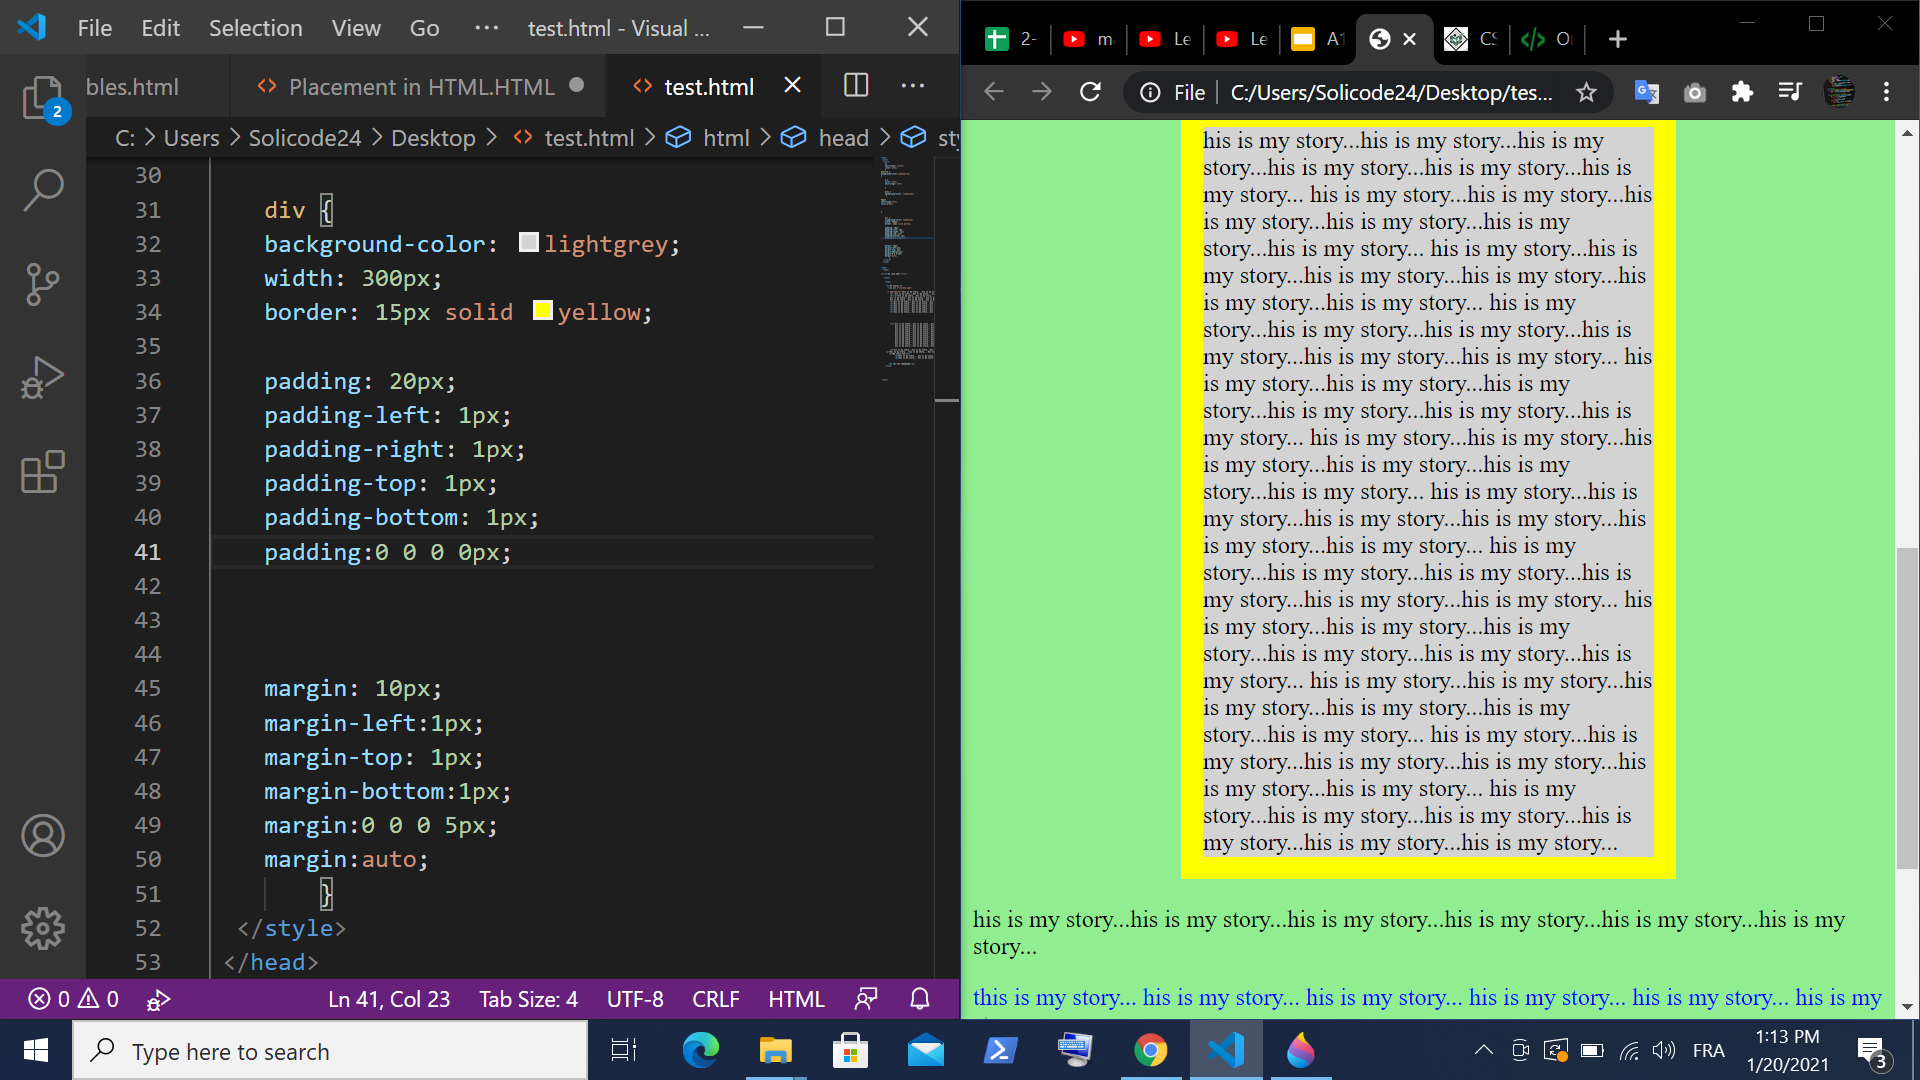 File Edit Selection View Go ··· test.html - Visual ...
bles.html Placement in HTML.HTML test.html ···
2
C: > Users > Solicode24 > Desktop > test.html > html > head > sty
30
31 div {
32 background-color: lightgrey;
33 width: 300px;
34 border: 15px solid yellow;
35
36 padding: 20px;
37 padding-left: 1px;
38 padding-right: 1px;
39 padding-top: 1px;
40 padding-bottom: 1px;
41 padding:0 0 0 0px;
42
43
44
45 margin: 10px;
46 margin-left:1px;
47 margin-top: 1px;
48 margin-bottom:1px;
49 margin:0 0 0 5px;
50 margin:auto;
51 }
52 </style>
53 </head>
0 0 Ln 41, Col 23 Tab Size: 4 UTF-8 CRLF HTML
2- m Le Le A1 CS O
File C:/Users/Solicode24/Desktop/tes...
his is my story...his is my story...his is my
story...his is my story...his is my story...his is
my story... his is my story...his is my story...his
is my story...his is my story...his is my
story...his is my story... his is my story...his is
my story...his is my story...his is my story...his
is my story...his is my story... his is my
story...his is my story...his is my story...his is
my story...his is my story...his is my story... his
is my story...his is my story...his is my
story...his is my story...his is my story...his is
my story... his is my story...his is my story...his
is my story...his is my story...his is my
story...his is my story... his is my story...his is
my story...his is my story...his is my story...his
is my story...his is my story... his is my
story...his is my story...his is my story...his is
my story...his is my story...his is my story... his
is my story...his is my story...his is my
story...his is my story...his is my story...his is
my story... his is my story...his is my story...his
is my story...his is my story...his is my
story...his is my story... his is my story...his is
my story...his is my story...his is my story...his
is my story...his is my story... his is my
story...his is my story...his is my story...his is
my story...his is my story...his is my story...
his is my story...his is my story...his is my story...his is my story...his is my story...his is my
story...
this is my story... his is my story... his is my story... his is my story... his is my story... his is my
Type here to search FRA 1:13 PM
1/20/2021 3